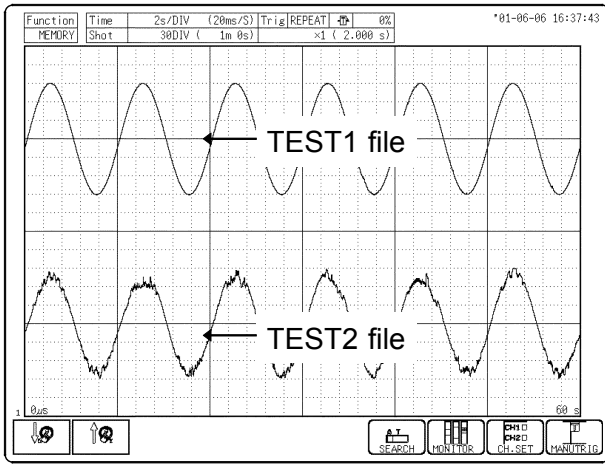 Function Time 2s/DIV (20ms/S) Trig REPEAT 0% '01-06-06 16:37:43
MEMORY Shot 30DIV ( 1m 0s) ×1 ( 2.000 s)
TEST1 file
TEST2 file
1 0µs 60 s
A T CH1
CH2
SEARCH MONITOR CH.SET MANUTRIG